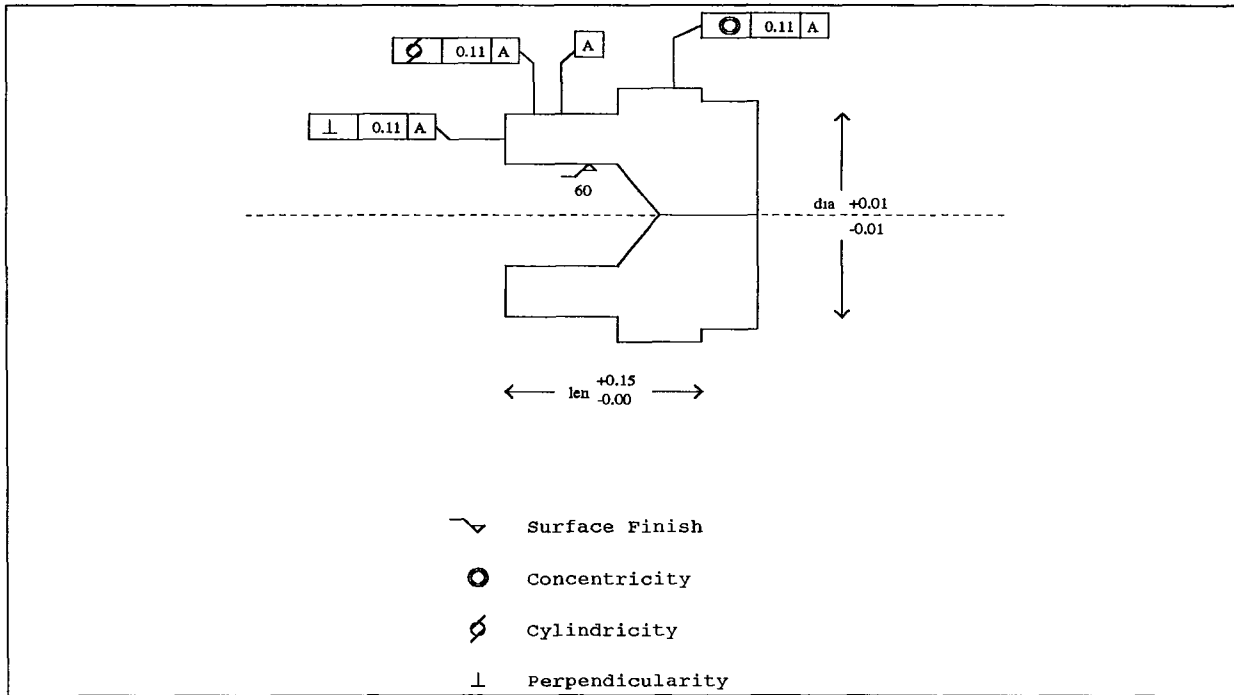 0.11 A
0.11 A
A
0.11 A
60
dia +0.01
-0.01
len +0.15
-0.00
Surface Finish
Concentricity
Cylindricity
Perpendicularity